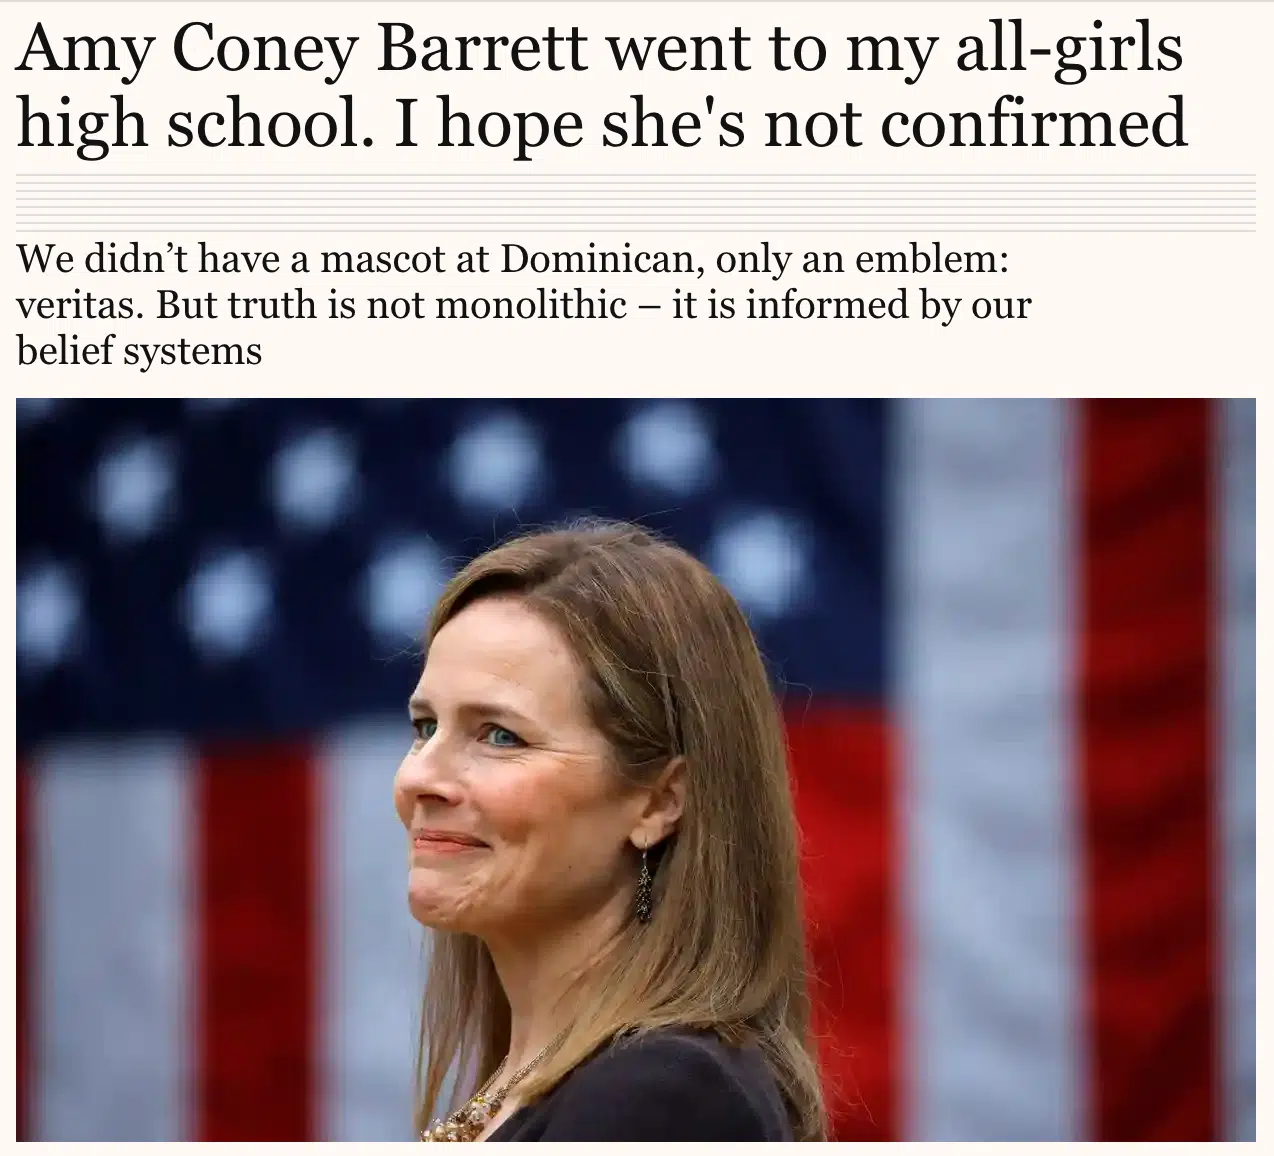 Amy Coney Barrett went to my all-girls
high school. I hope she's not confirmed
We didn’t have a mascot at Dominican, only an emblem:
veritas. But truth is not monolithic – it is informed by our
belief systems